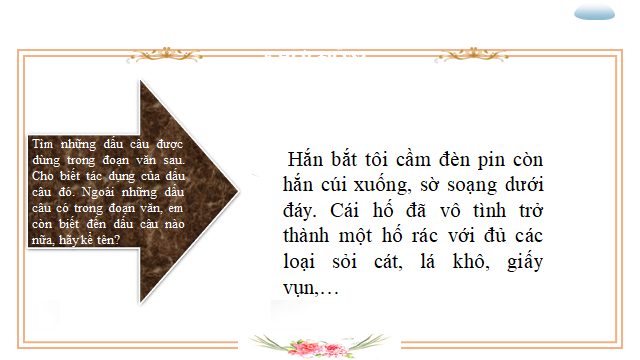 Tìm những dấu câu được
dùng trong đoạn văn sau.
Cho biết tác dụng của dấu
câu đó. Ngoài những dấu
câu có trong đoạn văn, em
còn biết đến dấu câu nào
nữa, hãy kể tên?
Hắn bắt tôi cầm đèn pin còn
hắn cúi xuống, sờ soạng dưới
đáy. Cái hố đã vô tình trở
thành một hố rác với đủ các
loại sỏi cát, lá khô, giấy
vụn,…